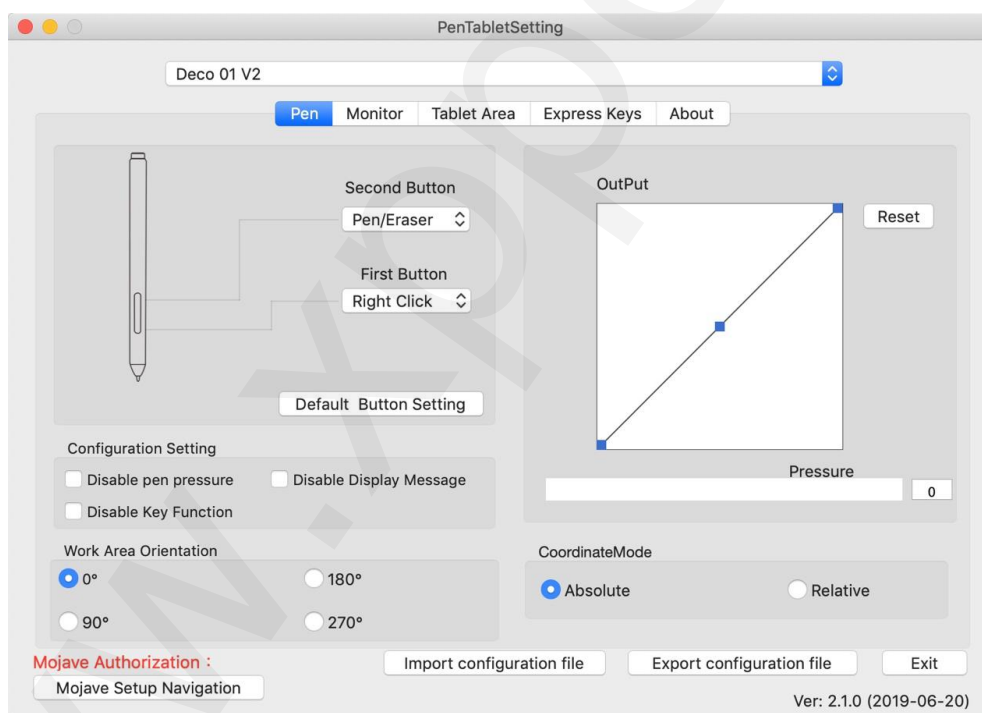 PenTabletSetting
Deco 01 V2
Pen Monitor Tablet Area Express Keys About
Second Button
Pen/Eraser
First Button
Right Click
Default Button Setting
OutPut
Reset
Pressure
0
Configuration Setting
Disable pen pressure Disable Display Message
Disable Key Function
Work Area Orientation
0° 180°
90° 270°
CoordinateMode
Absolute Relative
Mojave Authorization :
Mojave Setup Navigation
Import configuration file Export configuration file Exit
Ver: 2.1.0 (2019-06-20)
w.xpp